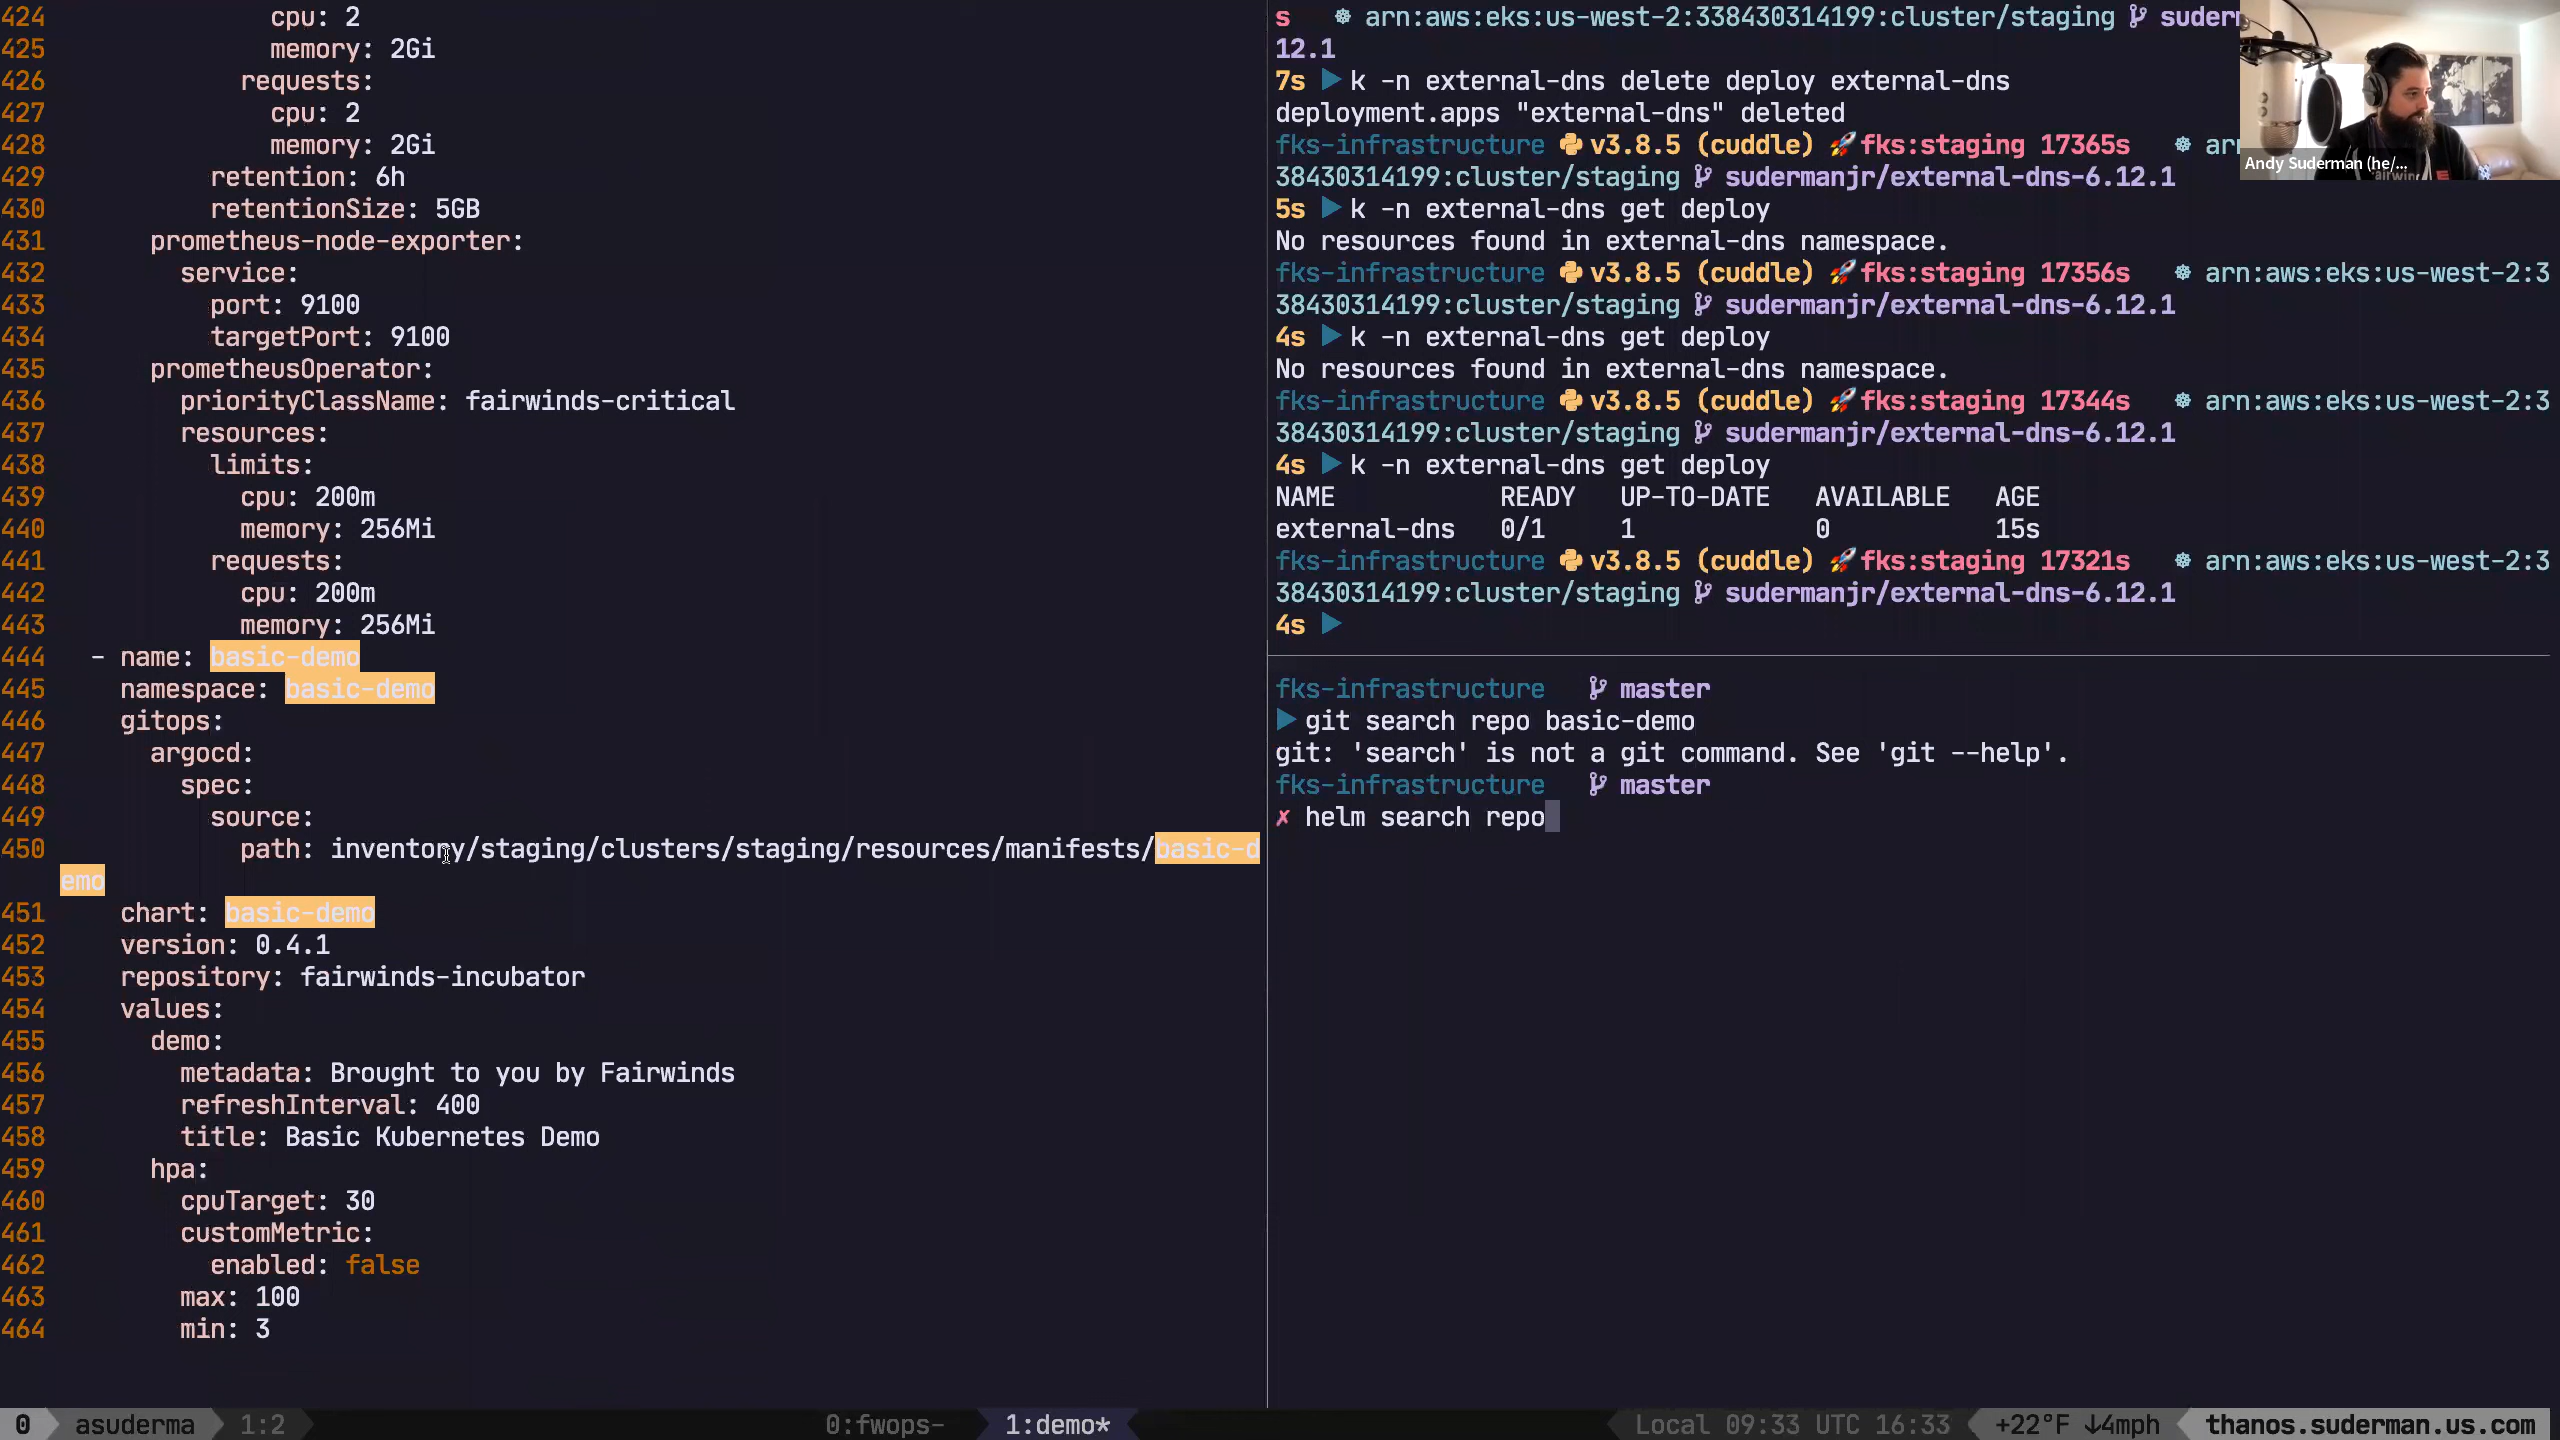 424 cpu: 2
425 memory: 2Gi
426 requests:
427 cpu: 2
428 memory: 2Gi
429 retention: 6h
430 retentionSize: 5GB
431 prometheus-node-exporter:
432 service:
433 port: 9100
434 targetPort: 9100
435 prometheusOperator:
436 priorityClassName: fairwinds-critical
437 resources:
438 limits:
439 cpu: 200m
440 memory: 256Mi
441 requests:
442 cpu: 200m
443 memory: 256Mi
444 - name: basic-demo
445 namespace: basic-demo
446 gitops:
447 argocd:
448 spec:
449 source:
450 path: inventory/staging/clusters/staging/resources/manifests/basic-d
emo
451 chart: basic-demo
452 version: 0.4.1
453 repository: fairwinds-incubator
454 values:
455 demo:
456 metadata: Brought to you by Fairwinds
457 refreshInterval: 400
458 title: Basic Kubernetes Demo
459 hpa:
460 cpuTarget: 30
461 customMetric:
462 enabled: false
463 max: 100
464 min: 3
s ☸ arn:aws:eks:us-west-2:338430314199:cluster/staging suder
12.1
7s ▶ k -n external-dns delete deploy external-dns
deployment.apps "external-dns" deleted
fks-infrastructure v3.8.5 (cuddle) 🚀fks:staging 17365s ☸ ar
38430314199:cluster/staging sudermanjr/external-dns-6.12.1
5s ▶ k -n external-dns get deploy
No resources found in external-dns namespace.
fks-infrastructure v3.8.5 (cuddle) 🚀fks:staging 17356s ☸ arn:aws:eks:us-west-2:3
38430314199:cluster/staging sudermanjr/external-dns-6.12.1
4s ▶ k -n external-dns get deploy
No resources found in external-dns namespace.
fks-infrastructure v3.8.5 (cuddle) 🚀fks:staging 17344s ☸ arn:aws:eks:us-west-2:3
38430314199:cluster/staging sudermanjr/external-dns-6.12.1
4s ▶ k -n external-dns get deploy
NAME READY UP-TO-DATE AVAILABLE AGE
external-dns 0/1 1 0 15s
fks-infrastructure v3.8.5 (cuddle) 🚀fks:staging 17321s ☸ arn:aws:eks:us-west-2:3
38430314199:cluster/staging sudermanjr/external-dns-6.12.1
4s ▶
Andy Suderman (he/...
fks-infrastructure master
▶ git search repo basic-demo
git: 'search' is not a git command. See 'git --help'.
fks-infrastructure master
✗ helm search repo
0 asuderma 1:2 0:fwops- 1:demo* Local 09:33 UTC 16:33 +22°F ↓4mph thanos.suderman.us.com